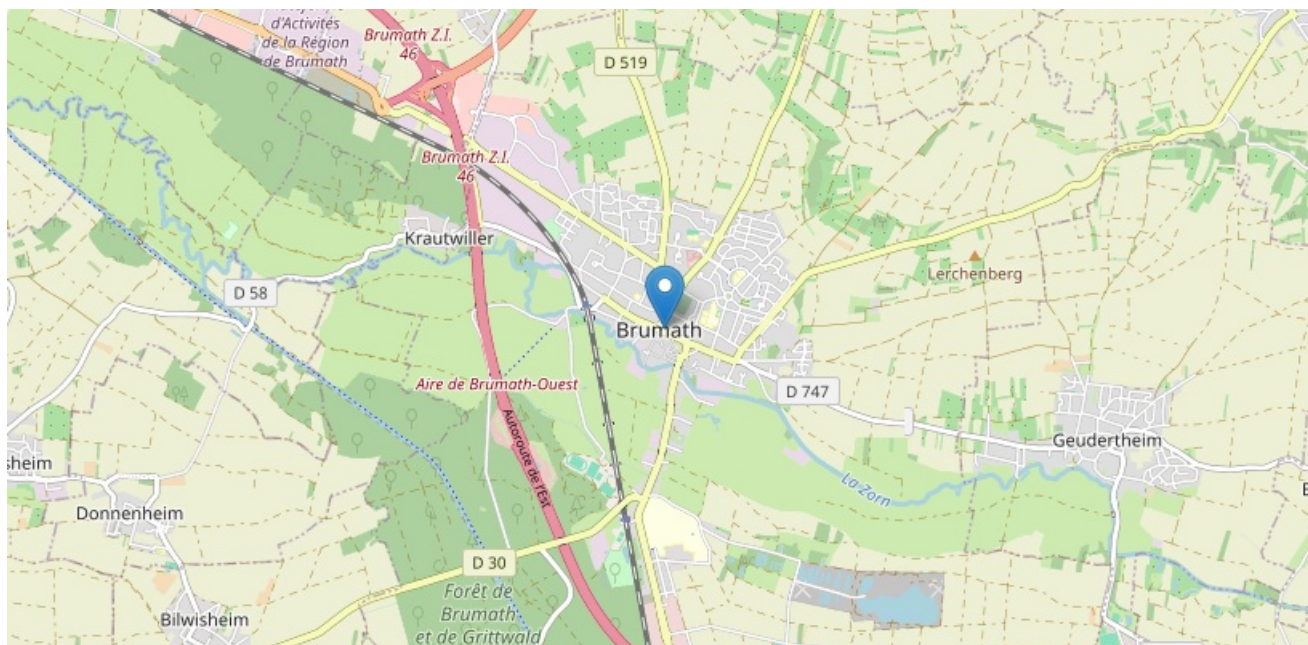 d'Activités
de la Région
de Brumath
Brumath Z.I.
46
D 519
Brumath Z.I.
46
Krautwiller
Lerchenberg
D 58
Brumath
Aire de Brumath-Ouest
D 747
Autoroute de l'Est
Geudertheim
sheim
La Zorn
Donnenheim
D 30
Forêt de
Brumath
et de Grittwald
Bilwisheim